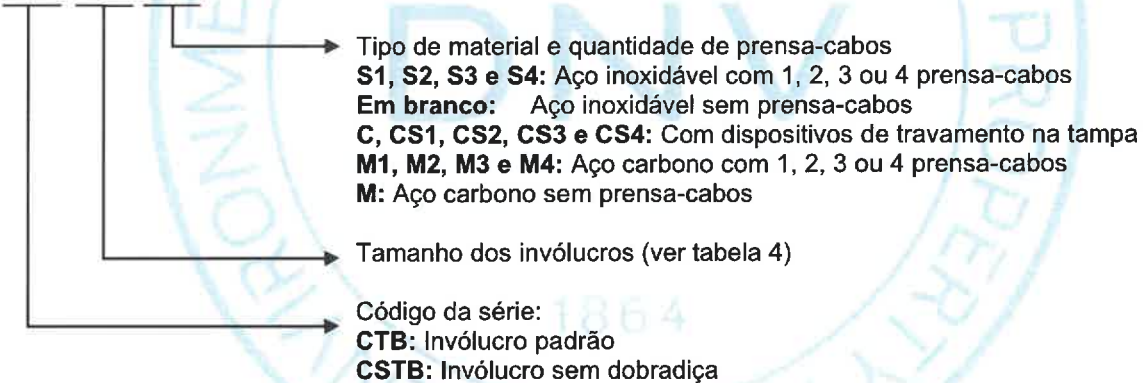 DNV
Tipo de material e quantidade de prensa-cabos
S1, S2, S3 e S4: Aço inoxidável com 1, 2, 3 ou 4 prensa-cabos
Em branco: Aço inoxidável sem prensa-cabos
C, CS1, CS2, CS3 e CS4: Com dispositivos de travamento na tampa
M1, M2, M3 e M4: Aço carbono com 1, 2, 3 ou 4 prensa-cabos
M: Aço carbono sem prensa-cabos
Tamanho dos invólucros (ver tabela 4)
Código da série:
1864
CTB: Invólucro padrão
CSTB: Invólucro sem dobradiça